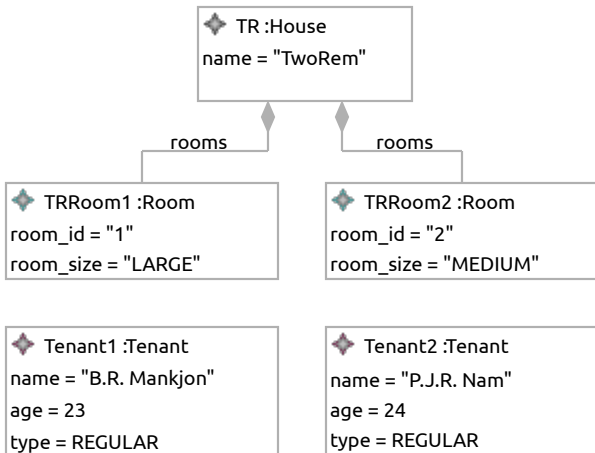 TR :House
name = "TwoRem"
rooms
rooms
TRRoom1 :Room
room_id = "1"
room_size = "LARGE"
TRRoom2 :Room
room_id = "2"
room_size = "MEDIUM"
Tenant1 :Tenant
name = "B.R. Mankjon"
age = 23
type = REGULAR
Tenant2 :Tenant
name = "P.J.R. Nam"
age = 24
type = REGULAR